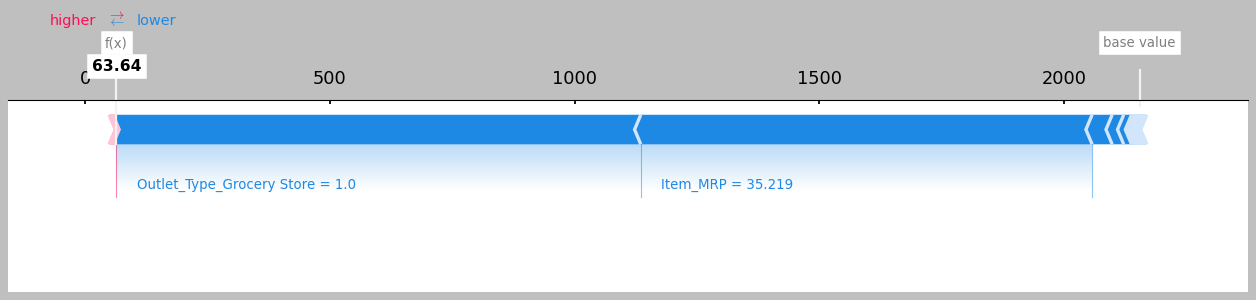 higher ⇄ lower
f(x)
base value
63.64
0 500 1000 1500 2000
Outlet_Type_Grocery Store = 1.0 Item_MRP = 35.219